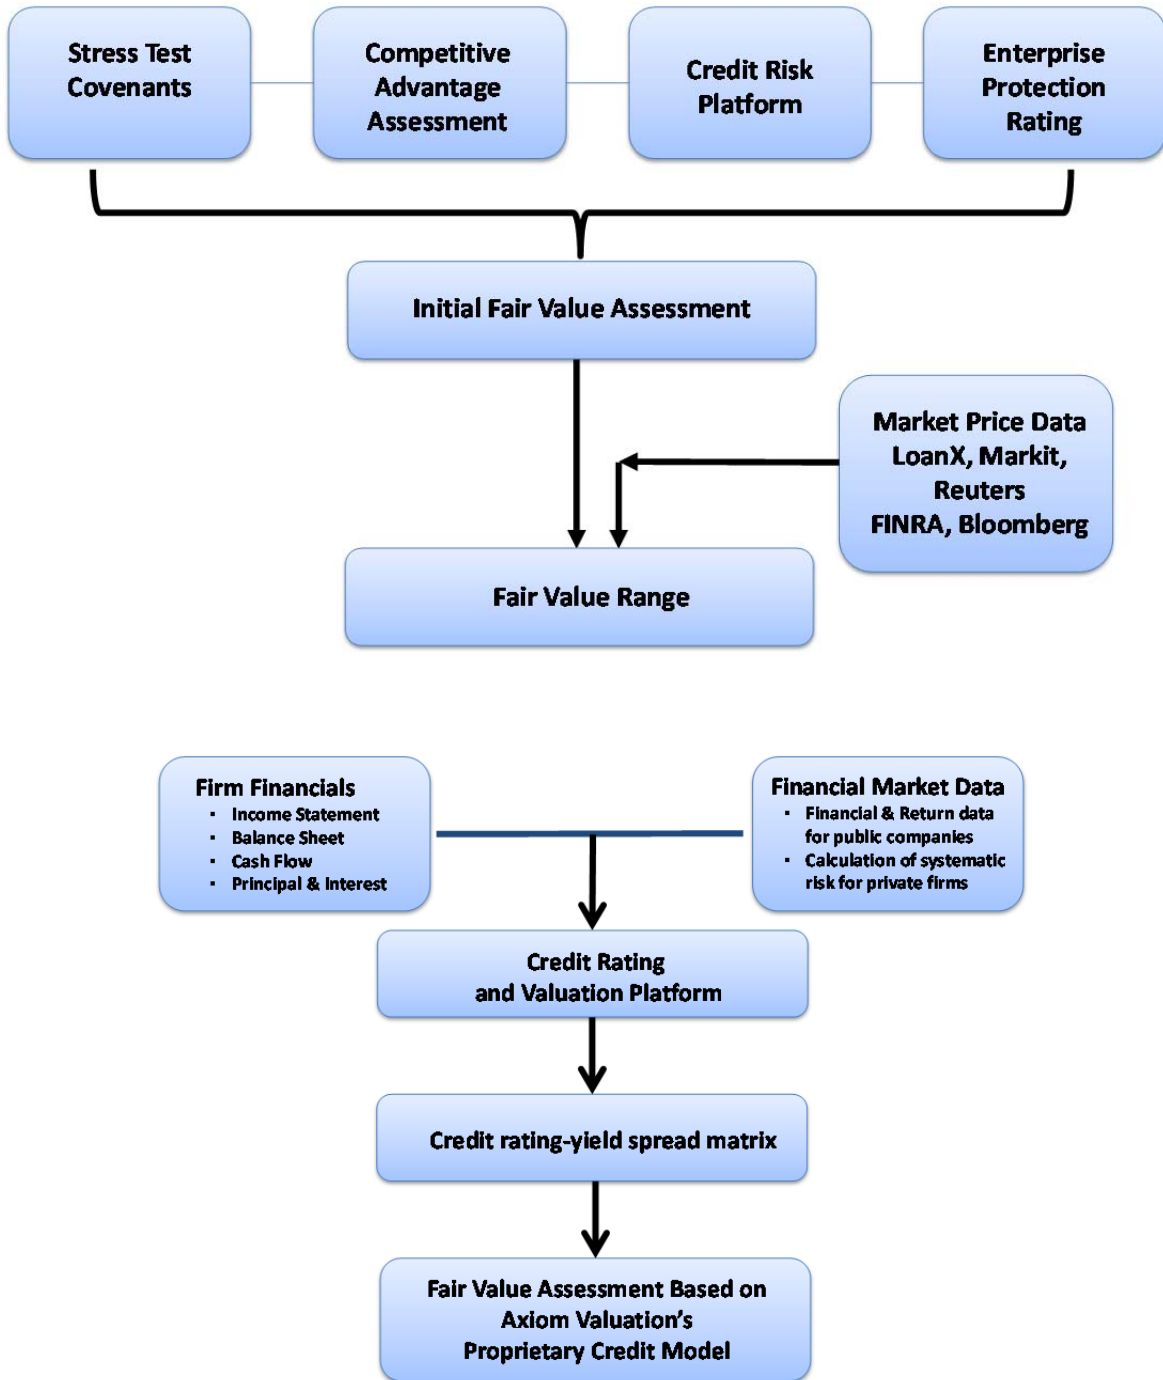 Stress Test
Covenants
Competitive
Advantage
Assessment
Credit Risk
Platform
Enterprise
Protection
Rating
Initial Fair Value Assessment
Market Price Data
LoanX, Markit,
Reuters
FINRA, Bloomberg
Fair Value Range
Firm Financials
▪ Income Statement
▪ Balance Sheet
▪ Cash Flow
▪ Principal & Interest
Financial Market Data
▪ Financial & Return data
for public companies
▪ Calculation of systematic
risk for private firms
Credit Rating
and Valuation Platform
Credit rating-yield spread matrix
Fair Value Assessment Based on
Axiom Valuation’s
Proprietary Credit Model